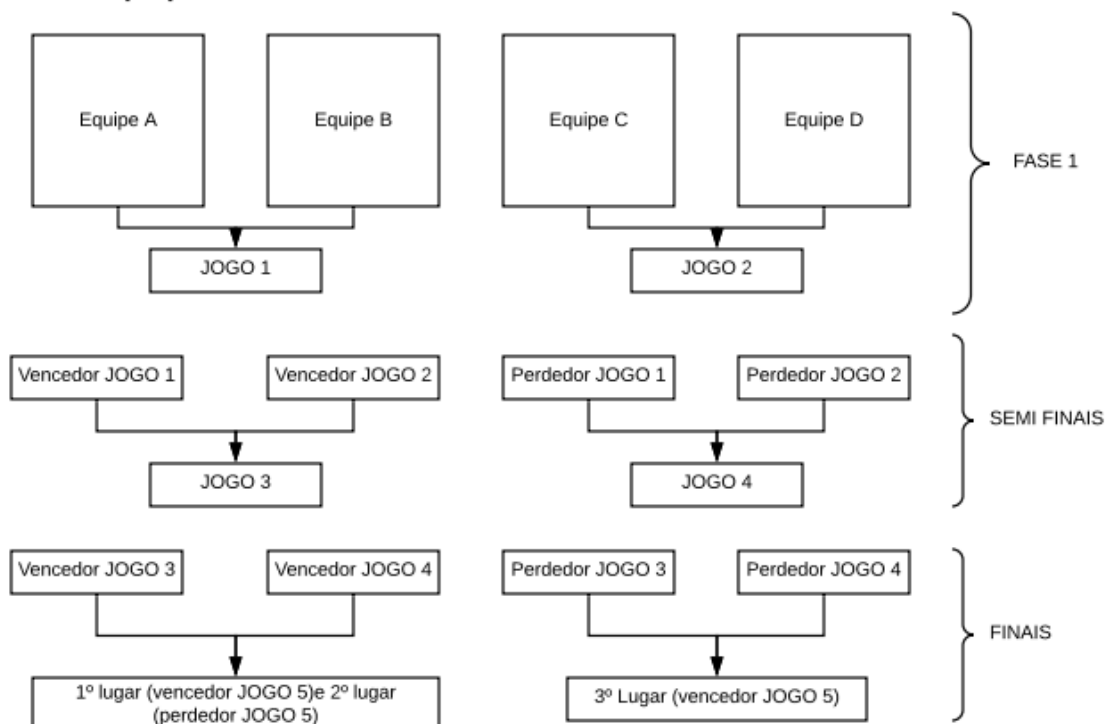 Equipe A
Equipe B
Equipe C
Equipe D
FASE 1
JOGO 1
JOGO 2
Vencedor JOGO 1
Vencedor JOGO 2
Perdedor JOGO 1
Perdedor JOGO 2
SEMI FINAIS
JOGO 3
JOGO 4
Vencedor JOGO 3
Vencedor JOGO 4
Perdedor JOGO 3
Perdedor JOGO 4
FINAIS
1º lugar (vencedor JOGO 5)e 2º lugar
(perdedor JOGO 5)
3º Lugar (vencedor JOGO 5)